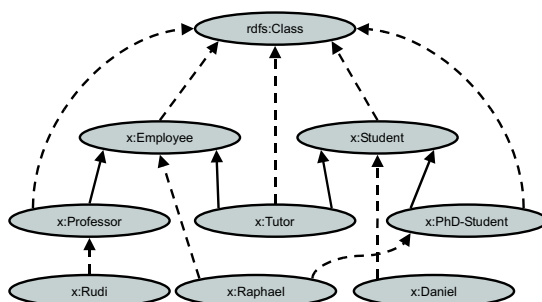 rdfs:Class
x:Employee
x:Student
x:Professor
x:Tutor
x:PhD-Student
x:Rudi
x:Raphael
x:Daniel